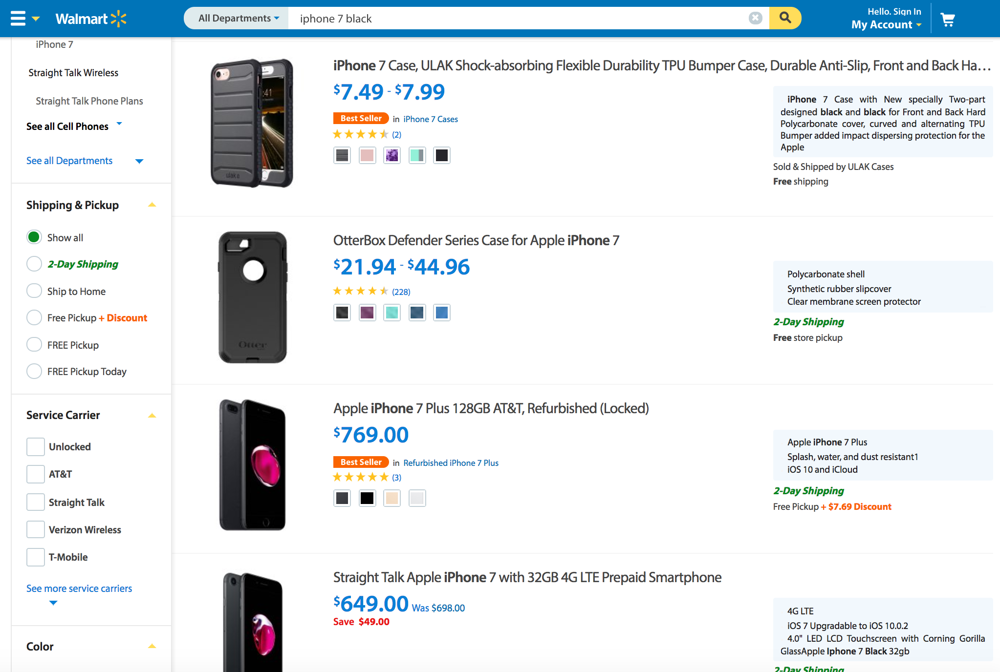 Walmart
All Departments
iphone 7 black
Hello. Sign In
My Account
iPhone 7
Straight Talk Wireless
Straight Talk Phone Plans
See all Cell Phones
See all Departments
Shipping & Pickup
Show all
2-Day Shipping
Ship to Home
Free Pickup + Discount
FREE Pickup
FREE Pickup Today
Service Carrier
Unlocked
AT&T
Straight Talk
Verizon Wireless
T-Mobile
See more service carriers
Color
:41
ulak
iPhone 7 Case, ULAK Shock-absorbing Flexible Durability TPU Bumper Case, Durable Anti-Slip, Front and Back Ha...
$7.49 - $7.99
Best Seller in iPhone 7 Cases
(2)
iPhone 7 Case with New specially Two-part
designed black and black for Front and Back Hard
Polycarbonate cover, curved and alternating TPU
Bumper added impact dispersing protection for the
Apple
Sold & Shipped by ULAK Cases
Free shipping
Otter
OtterBox Defender Series Case for Apple iPhone 7
$21.94 - $44.96
(228)
Polycarbonate shell
Synthetic rubber slipcover
Clear membrane screen protector
2-Day Shipping
Free store pickup
Apple iPhone 7 Plus 128GB AT&T, Refurbished (Locked)
$769.00
Best Seller in Refurbished iPhone 7 Plus
(3)
Apple iPhone 7 Plus
Splash, water, and dust resistant1
iOS 10 and iCloud
2-Day Shipping
Free Pickup + $7.69 Discount
Straight Talk Apple iPhone 7 with 32GB 4G LTE Prepaid Smartphone
$649.00 Was $698.00
Save $49.00
4G LTE
iOS 7 Upgradable to iOS 10.0.2
4.0" LED LCD Touchscreen with Corning Gorilla
GlassApple Iphone 7 Black 32gb
2-Day Shipping